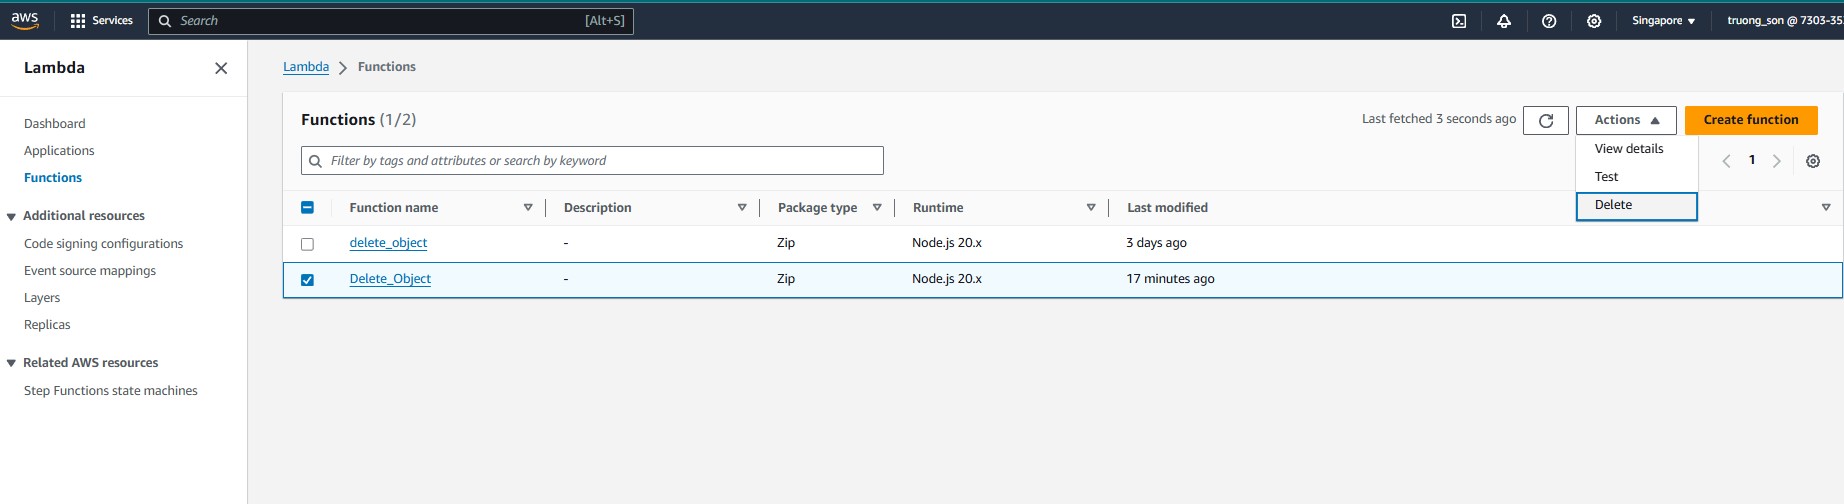 aws Services Search [Alt+S] Singapore truong_son @ 7303-35
Lambda
Dashboard
Applications
Functions
Additional resources
Code signing configurations
Event source mappings
Layers
Replicas
Related AWS resources
Step Functions state machines
Lambda Functions
Functions (1/2) Last fetched 3 seconds ago Actions Create function
View details
Test
Delete
Filter by tags and attributes or search by keyword 1
Function name Description Package type Runtime Last modified
delete_object - Zip Node.js 20.x 3 days ago
Delete_Object - Zip Node.js 20.x 17 minutes ago